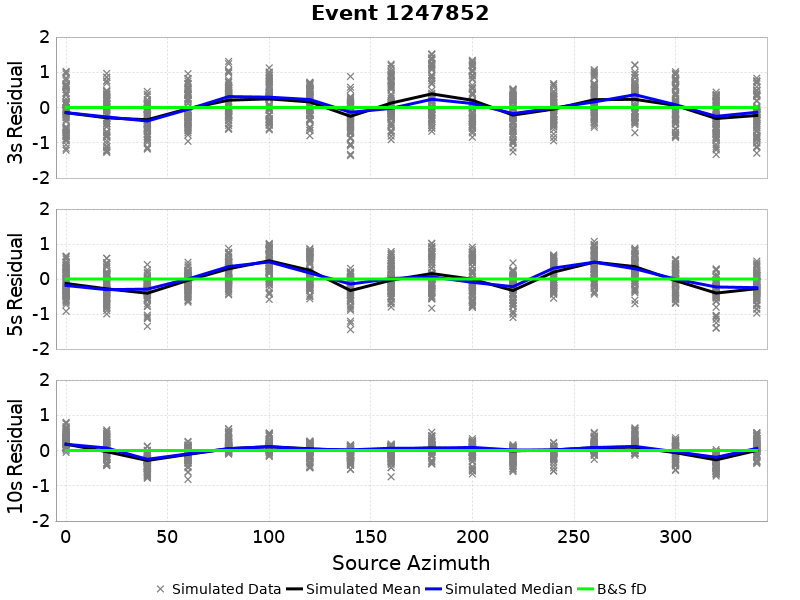 Event 1247852
3s Residual
2
1
0
-1
-2
5s Residual
2
1
0
-1
-2
10s Residual
2
1
0
-1
-2
0 50 100 150 200 250 300
Source Azimuth
Simulated Data Simulated Mean Simulated Median B&S fD